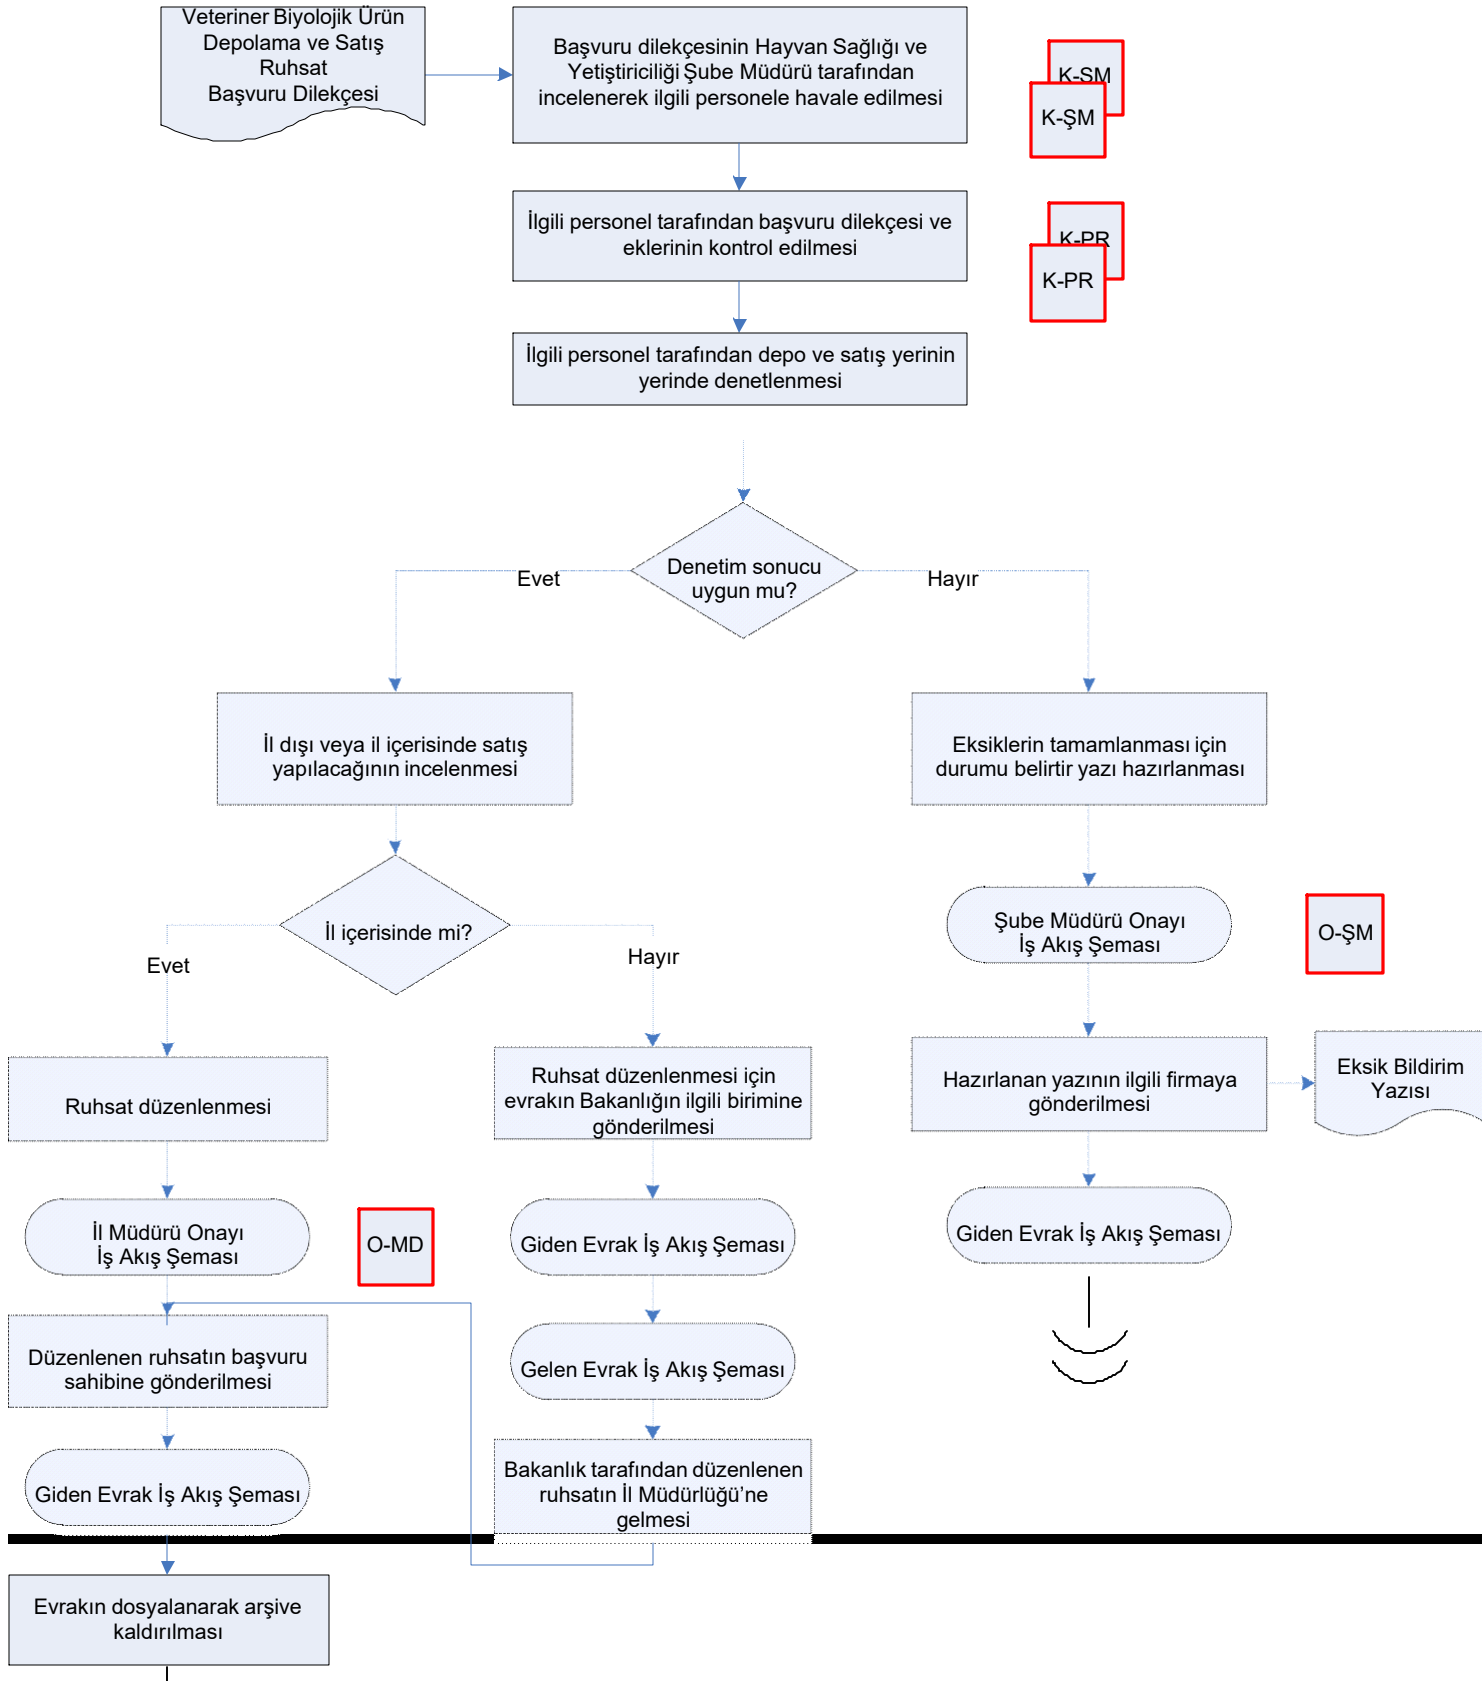 Veteriner Biyolojik Ürün
Depolama ve Satış
Ruhsat
Başvuru Dilekçesi
Başvuru dilekçesinin Hayvan Sağlığı ve
Yetiştiriciliği Şube Müdürü tarafından
incelenerek ilgili personele havale edilmesi
K-ŞM
K-ŞM
İlgili personel tarafından başvuru dilekçesi ve
eklerinin kontrol edilmesi
K-PR
K-PR
İlgili personel tarafından depo ve satış yerinin
yerinde denetlenmesi
Denetim sonucu
uygun mu?
Evet
Hayır
İl dışı veya il içerisinde satış
yapılacağının incelenmesi
Eksiklerin tamamlanması için
durumu belirtir yazı hazırlanması
İl içerisinde mi?
Evet
Hayır
Şube Müdürü Onayı
İş Akış Şeması
O-ŞM
Ruhsat düzenlenmesi
Ruhsat düzenlenmesi için
evrakın Bakanlığın ilgili birimine
gönderilmesi
Hazırlanan yazının ilgili firmaya
gönderilmesi
Eksik Bildirim
Yazısı
İl Müdürü Onayı
İş Akış Şeması
O-MD
Giden Evrak İş Akış Şeması
Giden Evrak İş Akış Şeması
Düzenlenen ruhsatın başvuru
sahibine gönderilmesi
Gelen Evrak İş Akış Şeması
Giden Evrak İş Akış Şeması
Bakanlık tarafından düzenlenen
ruhsatın İl Müdürlüğü’ne
gelmesi
Evrakın dosyalanarak arşive
kaldırılması